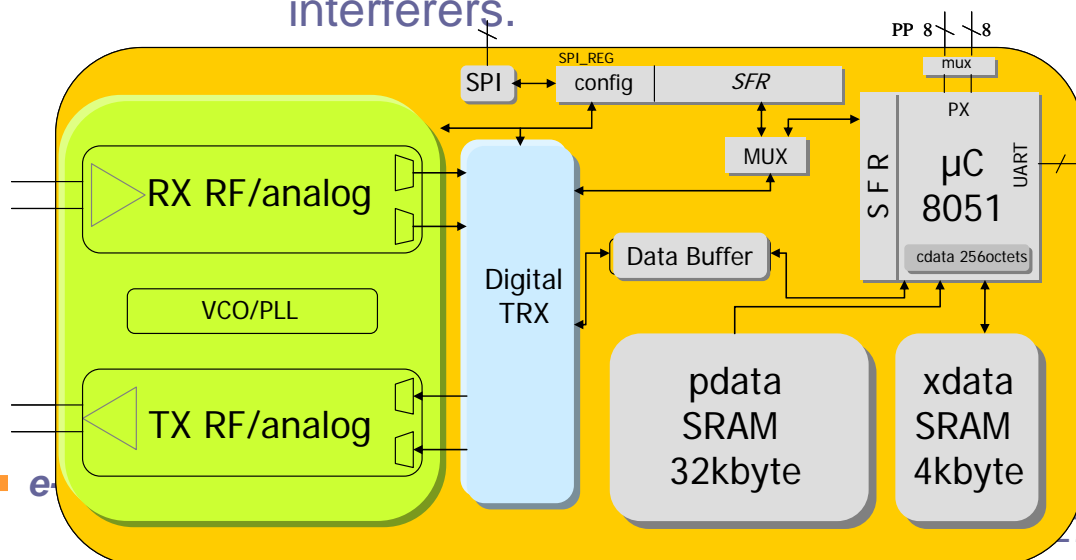 interferers.
PP 8 8
mux
SPI_REG
SPI
config
SFR
PX
MUX
SFR
µC
8051
UART
cdata 256octets
RX RF/analog
Digital
TRX
Data Buffer
VCO/PLL
TX RF/analog
pdata
SRAM
32kbyte
xdata
SRAM
4kbyte
e-